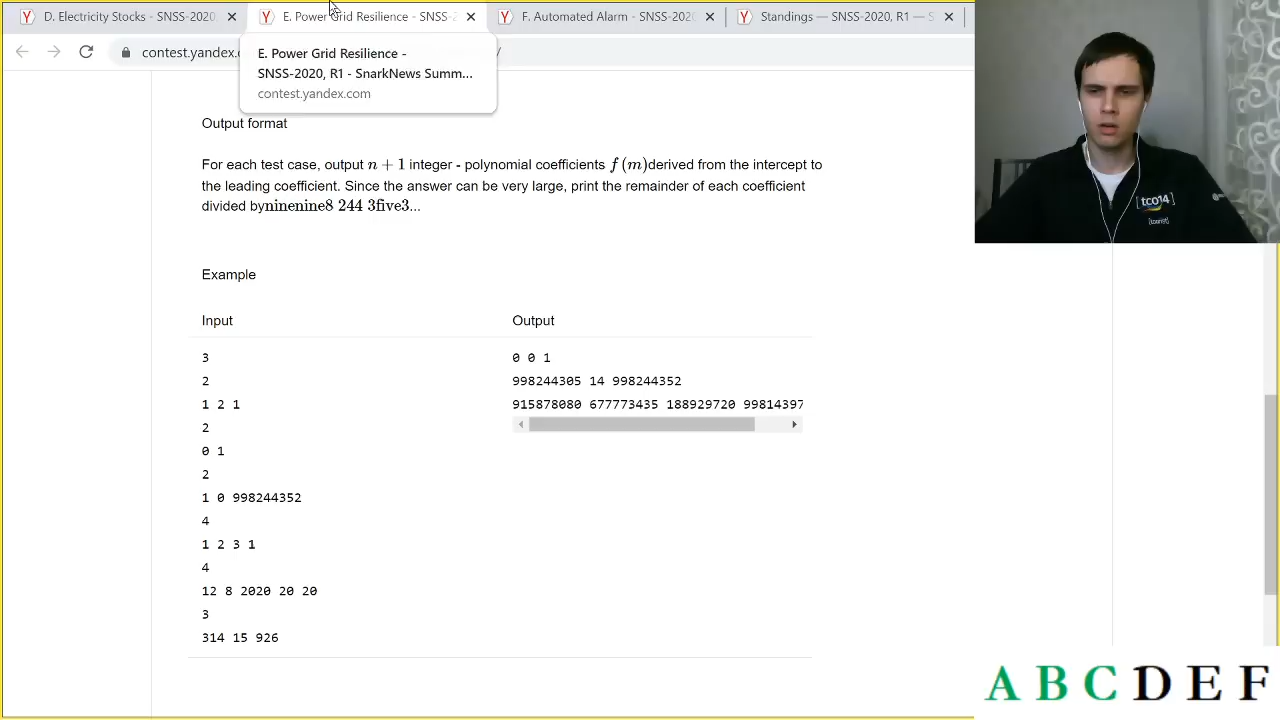 D. Electricity Stocks - SNSS-2020,
E. Power Grid Resilience - SNSS-2
F. Automated Alarm - SNSS-202
Standings — SNSS-2020, R1 — S
contest.yandex.c
E. Power Grid Resilience -
SNSS-2020, R1 - SnarkNews Summ...
contest.yandex.com
Output format
For each test case, output n + 1 integer - polynomial coefficients f (m)derived from the intercept to
the leading coefficient. Since the answer can be very large, print the remainder of each coefficient
divided byninenine8 244 3five3...
Example
Input
Output
3
2
1 2 1
2
0 1
2
1 0 998244352
4
1 2 3 1
4
12 8 2020 20 20
3
314 15 926
0 0 1
998244305 14 998244352
915878080 677773435 188929720 99814397
[tco14]
[tourist]
A B C D E F